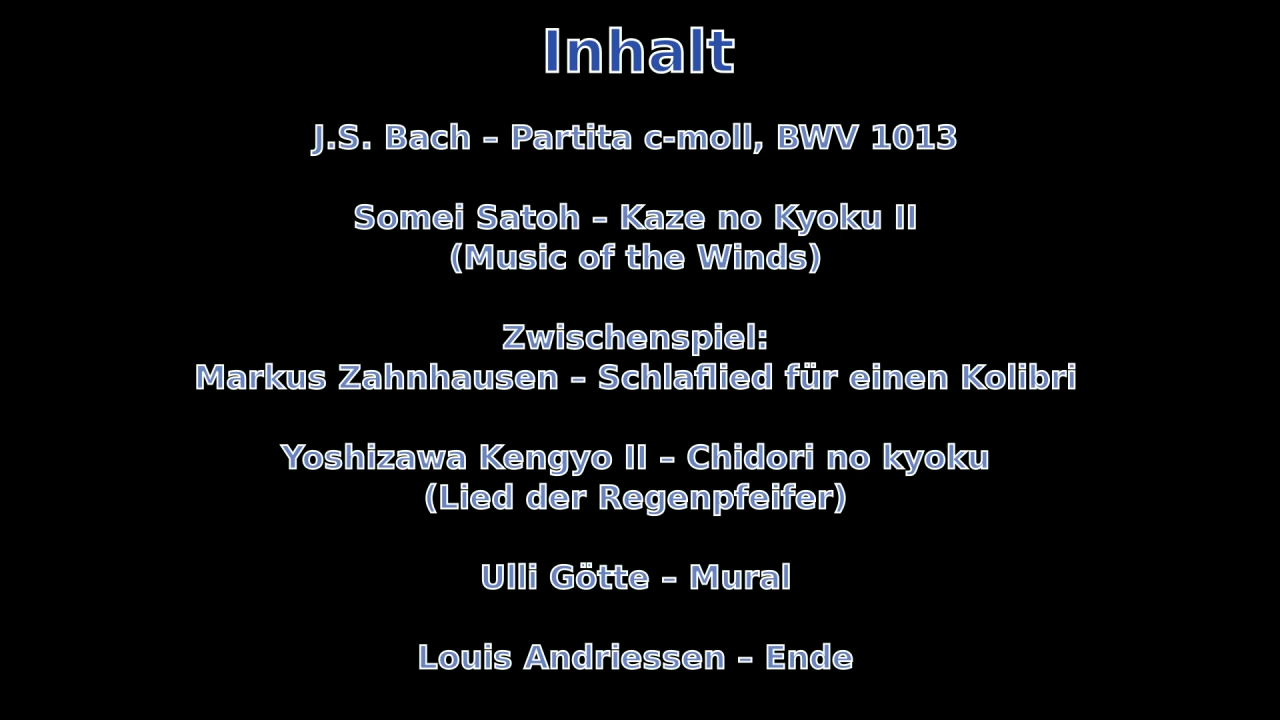 Inhalt
J.S. Bach – Partita c-moll, BWV 1013
Somei Satoh – Kaze no Kyoku II
(Music of the Winds)
Zwischenspiel:
Markus Zahnhausen – Schlaflied für einen Kolibri
Yoshizawa Kengyo II – Chidori no kyoku
(Lied der Regenpfeifer)
Ulli Götte – Mural
Louis Andriessen – Ende